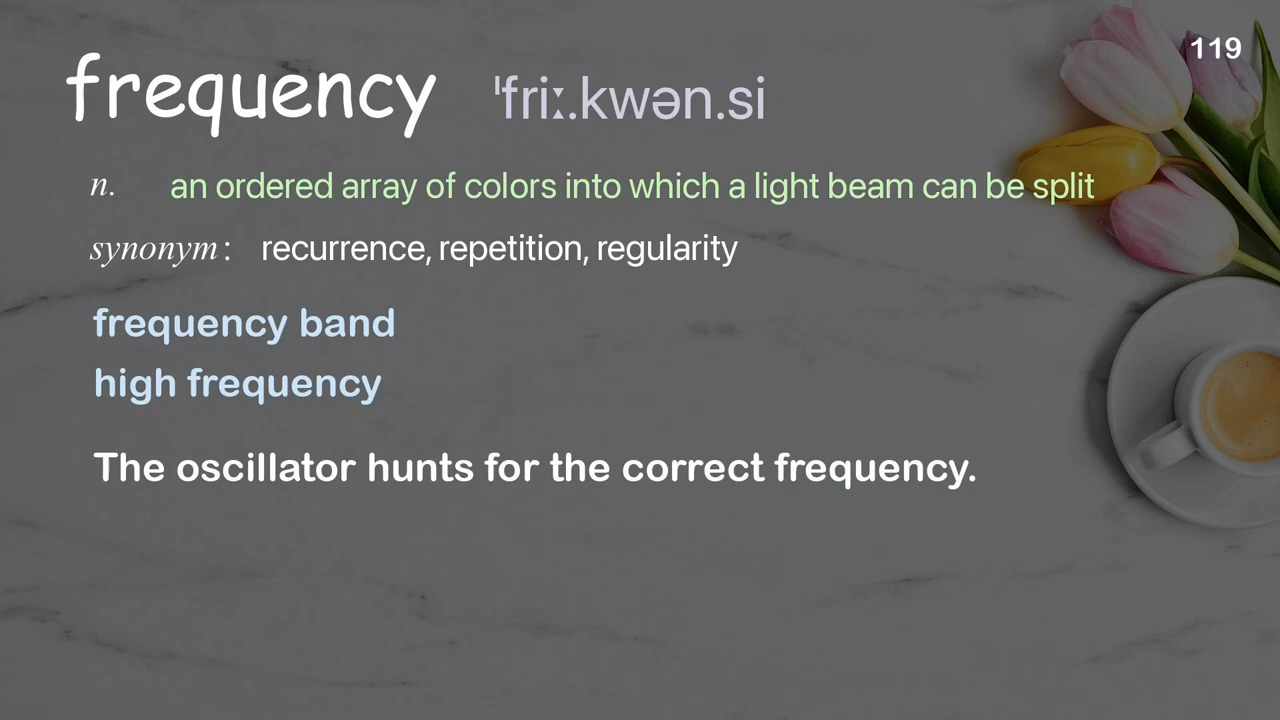 119
frequency ˈfriː.kwən.si
n. an ordered array of colors into which a light beam can be split
synonym: recurrence, repetition, regularity
frequency band
high frequency
The oscillator hunts for the correct frequency.